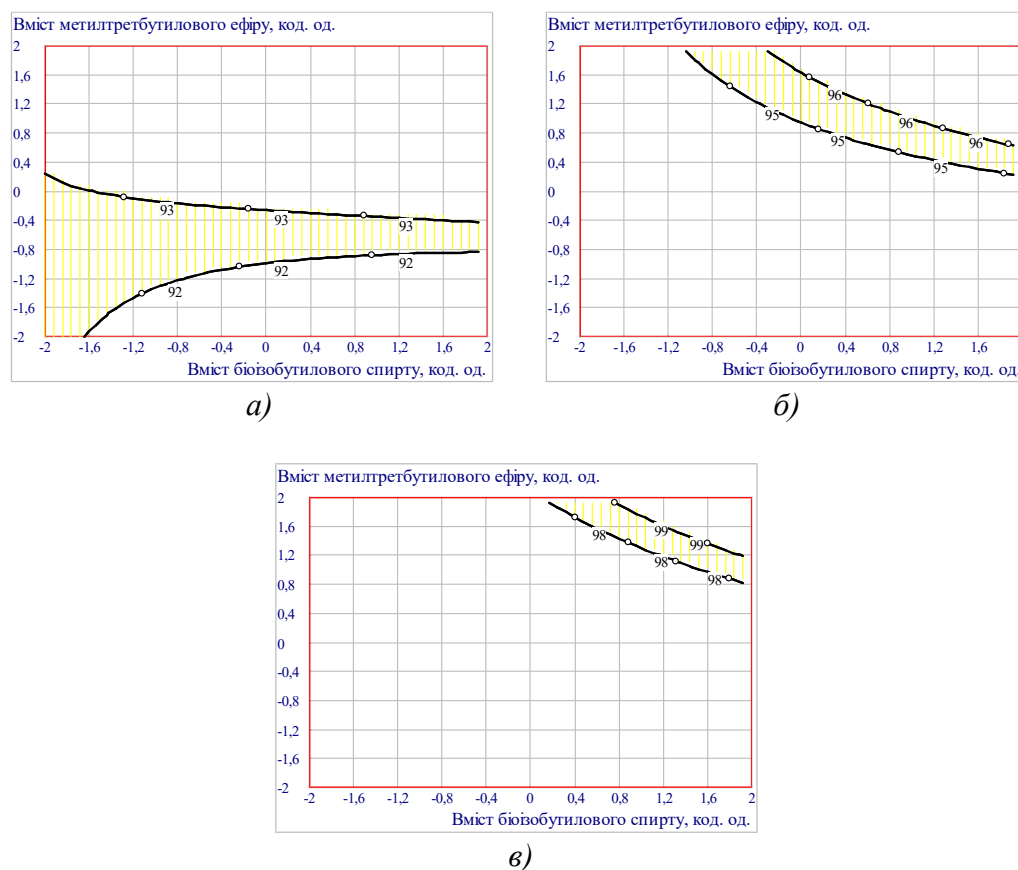 Вміст метилтретбутилового ефіру, код. од.
2
1,6
1,2
0,8
0,4
0
-0,4
-0,8
-1,2
-1,6
-2
93 93 93
92 92 92
-2 -1,6 -1,2 -0,8 -0,4 0 0,4 0,8 1,2 1,6 2
Вміст біоізобутилового спирту, код. од.
а)
Вміст метилтретбутилового ефіру, код. од.
2
1,6
1,2
0,8
0,4
0
-0,4
-0,8
-1,2
-1,6
-2
96 96 96
95 95 95
-2 -1,6 -1,2 -0,8 -0,4 0 0,4 0,8 1,2 1,6
Вміст біоізобутилового спирту, код. од.
б)
Вміст метилтретбутилового ефіру, код. од.
2
1,6
1,2
0,8
0,4
0
-0,4
-0,8
-1,2
-1,6
-2
99 99
98 98 98
-2 -1,6 -1,2 -0,8 -0,4 0 0,4 0,8 1,2 1,6 2
Вміст біоізобутилового спирту, код. од.
в)